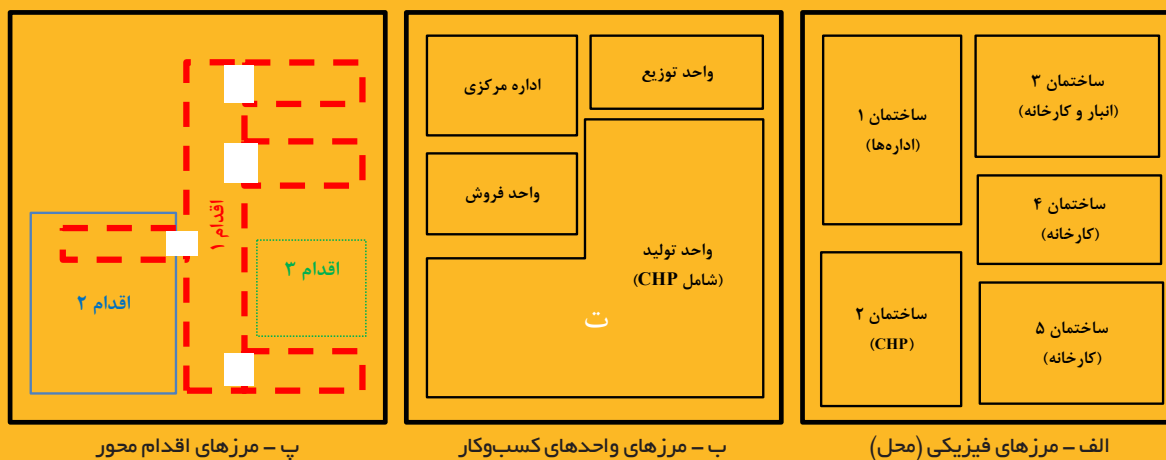 ساختمان ۱
(اداره‌ها)
ساختمان ۳
(انبار و کارخانه)
ساختمان ۴
(کارخانه)
ساختمان ۲
(CHP)
ساختمان ۵
(کارخانه)
الف – مرزهای فیزیکی (محل)
اداره مرکزی
واحد توزیع
واحد فروش
واحد تولید
(شامل CHP)
ت
ب – مرزهای واحدهای کسب‌وکار
اقدام ۱
اقدام ۲
اقدام ۳
پ – مرزهای اقدام محور